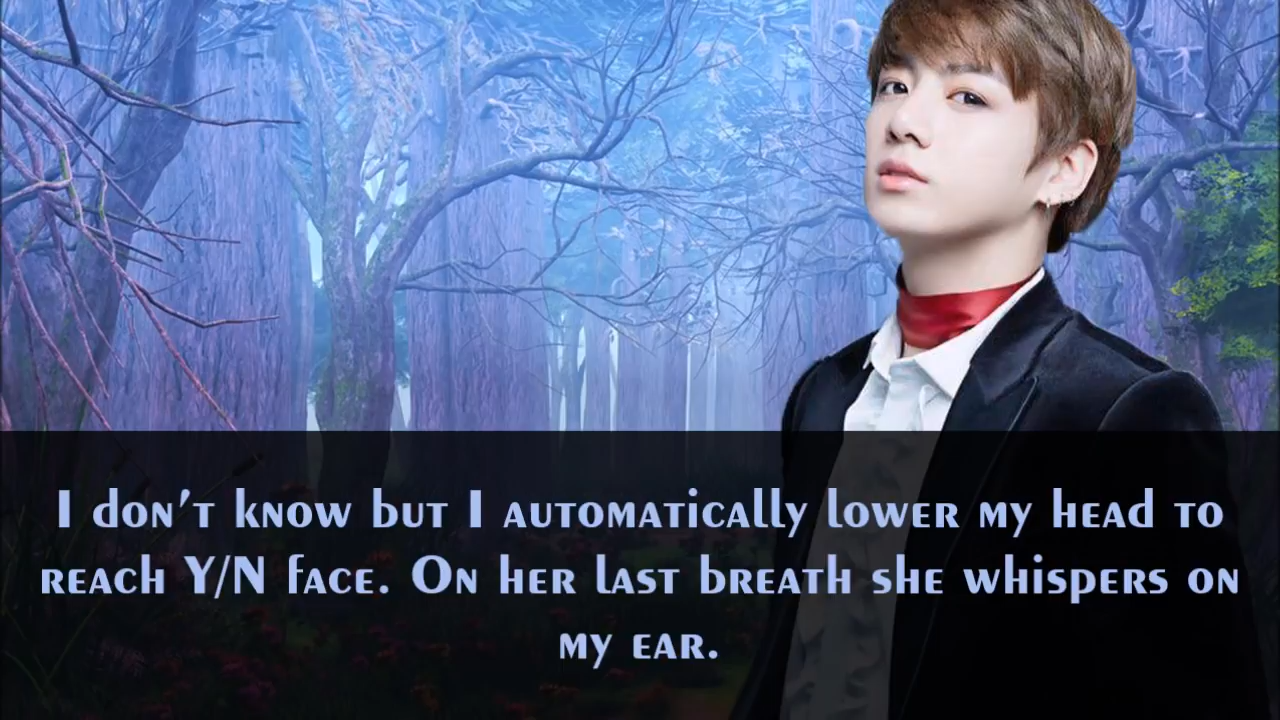 I don't know but I automatically lower my head to
reach Y/N face. On her last breath she whispers on
my ear.